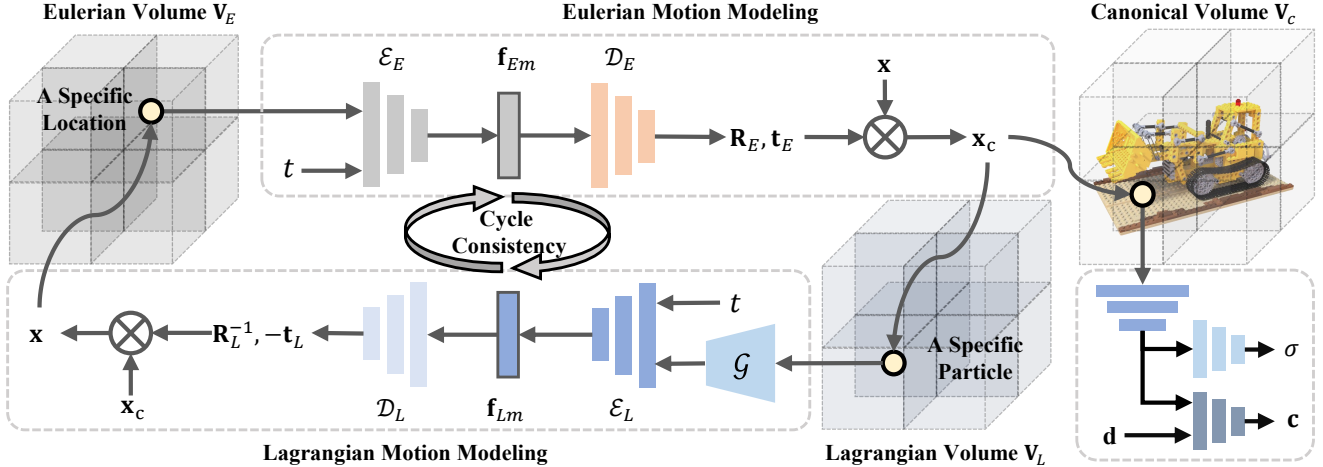 Eulerian Volume V_E
Eulerian Motion Modeling
Canonical Volume V_c
A Specific
Location
ℰ_E
f_Em
𝒟_E
x
t
R_E, t_E
x_c
Cycle
Consistency
x
R_L^{-1}, -t_L
t
𝒢
A Specific
Particle
x_c
𝒟_L
f_Lm
ℰ_L
σ
d
c
Lagrangian Motion Modeling
Lagrangian Volume V_L